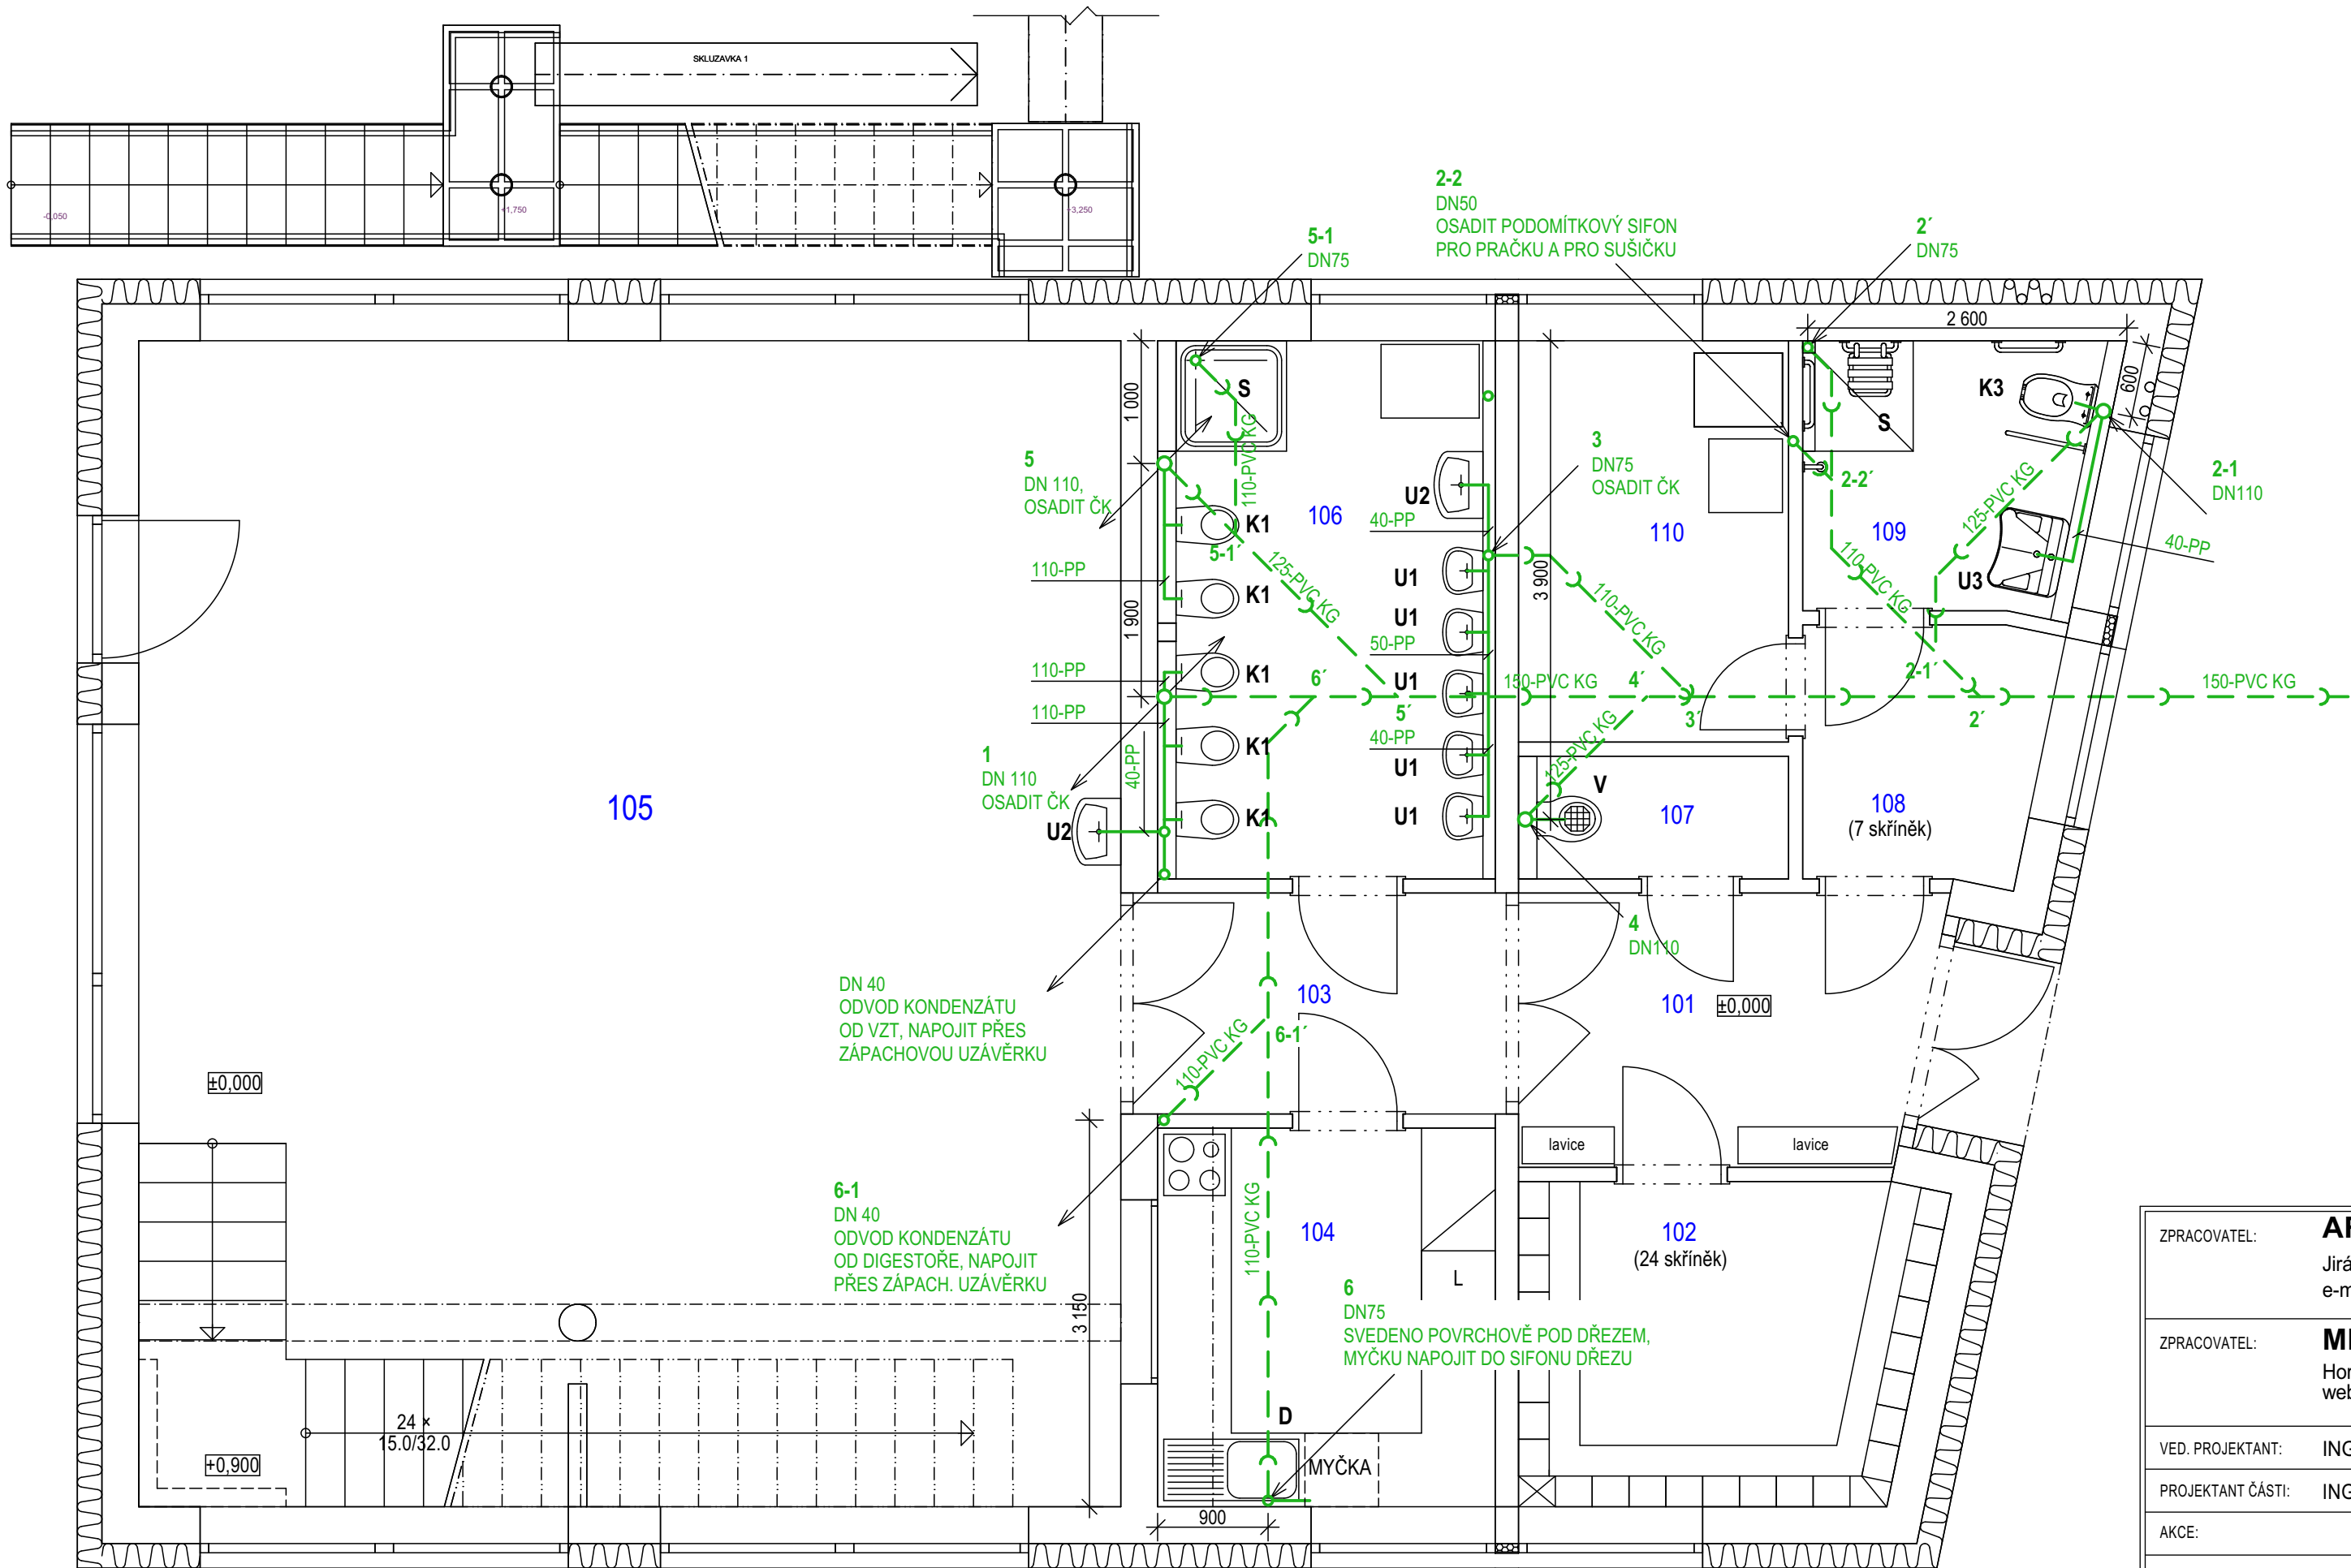 SKLUZAVKA 1
-0,050
+1,750
+3,250
2-2
DN50
OSADIT PODOMÍTKOVÝ SIFON
PRO PRAČKU A PRO SUŠIČKU
5-1
DN75
2´
DN75
2 600
600
1 000
1 900
3 900
S
K3
S
5
DN 110,
OSADIT ČK
110-PVC KG
3
DN75
OSADIT ČK
2-1
DN110
U2
106
40-PP
K1
5-1´
125-PVC KG
110
2-2´
109
125-PVC KG
40-PP
110-PP
K1
U1
U1
50-PP
110-PVC KG
110-PVC KG
U3
110-PP
K1
6´
U1
150-PVC KG
4´
3´
2-1´
2´
150-PVC KG
110-PP
5´
40-PP
1
DN 110
OSADIT ČK
40-PP
K1
U1
125-PVC KG
V
105
U2
K1
U1
107
108
(7 skříněk)
4
DN110
DN 40
ODVOD KONDENZÁTU
OD VZT, NAPOJIT PŘES
ZÁPACHOVOU UZÁVĚRKU
103
101
±0,000
6-1´
110-PVC KG
±0,000
lavice
lavice
6-1
DN 40
ODVOD KONDENZÁTU
OD DIGESTOŘE, NAPOJIT
PŘES ZÁPACH. UZÁVĚRKU
110-PVC KG
104
L
102
(24 skříněk)
3 150
6
DN75
SVEDENO POVRCHOVĚ POD DŘEZEM,
MYČKU NAPOJIT DO SIFONU DŘEZU
24 ×
15.0/32.0
+0,900
D
MYČKA
900
ZPRACOVATEL:
Jirá
e-m
ZPRACOVATEL:
Hor
web
VED. PROJEKTANT: ING
PROJEKTANT ČÁSTI: ING
AKCE: